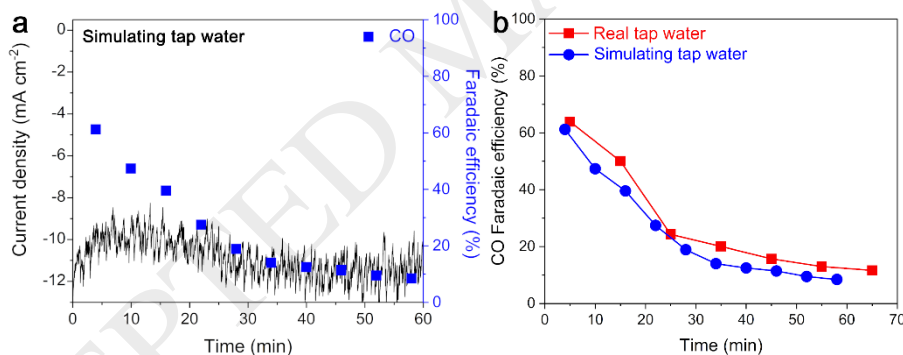 a
Simulating tap water
CO
Current density (mA cm⁻²)
0
-2
-4
-6
-8
-10
-12
100
80
60
40
20
0
Faradaic efficiency (%)
0 10 20 30 40 50 60
Time (min)
b
Real tap water
Simulating tap water
CO Faradaic efficiency (%)
100
80
60
40
20
0
0 10 20 30 40 50 60 70
Time (min)